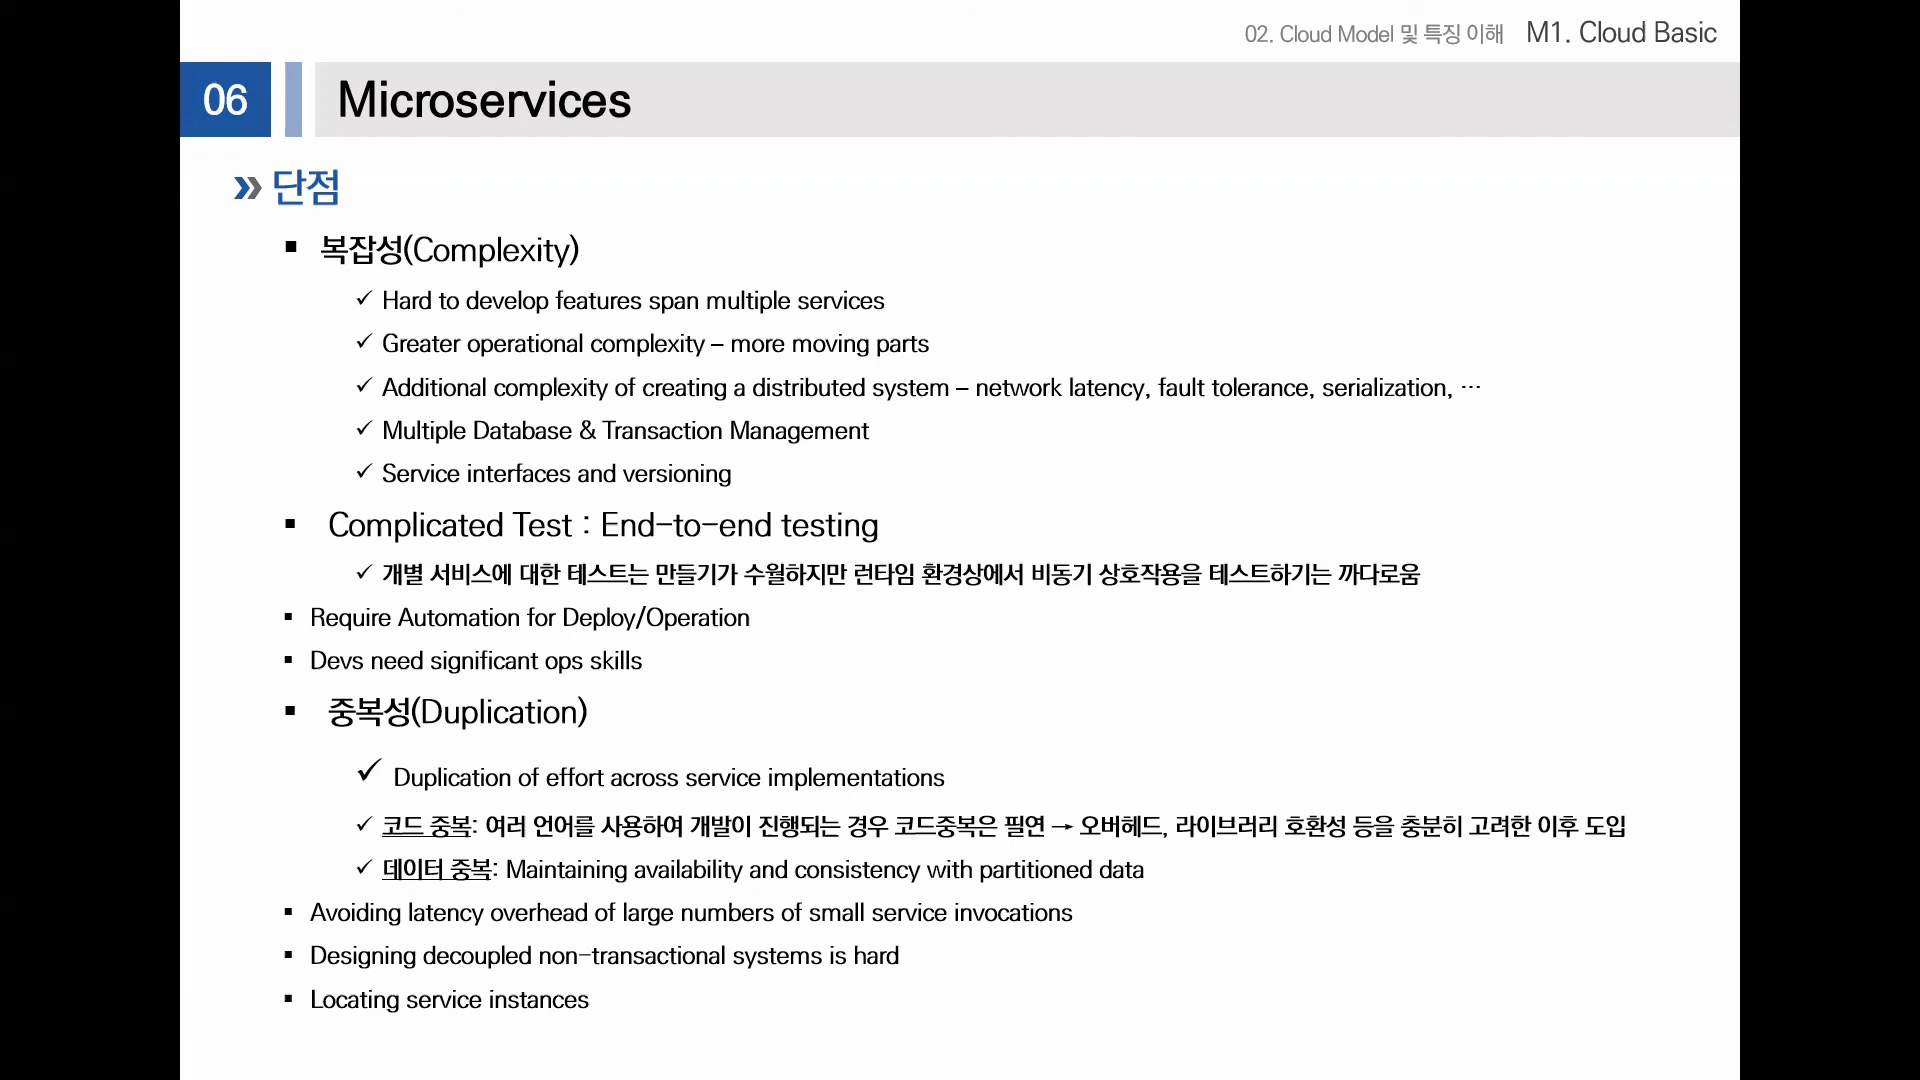 02. Cloud Model 및 특징 이해 M1. Cloud Basic
06 Microservices
단점
복잡성(Complexity)
Hard to develop features span multiple services
Greater operational complexity – more moving parts
Additional complexity of creating a distributed system – network latency, fault tolerance, serialization, …
Multiple Database & Transaction Management
Service interfaces and versioning
Complicated Test : End-to-end testing
개별 서비스에 대한 테스트는 만들기가 수월하지만 런타임 환경상에서 비동기 상호작용을 테스트하기는 까다로움
Require Automation for Deploy/Operation
Devs need significant ops skills
중복성(Duplication)
Duplication of effort across service implementations
코드 중복: 여러 언어를 사용하여 개발이 진행되는 경우 코드중복은 필연 → 오버헤드, 라이브러리 호환성 등을 충분히 고려한 이후 도입
데이터 중복: Maintaining availability and consistency with partitioned data
Avoiding latency overhead of large numbers of small service invocations
Designing decoupled non-transactional systems is hard
Locating service instances